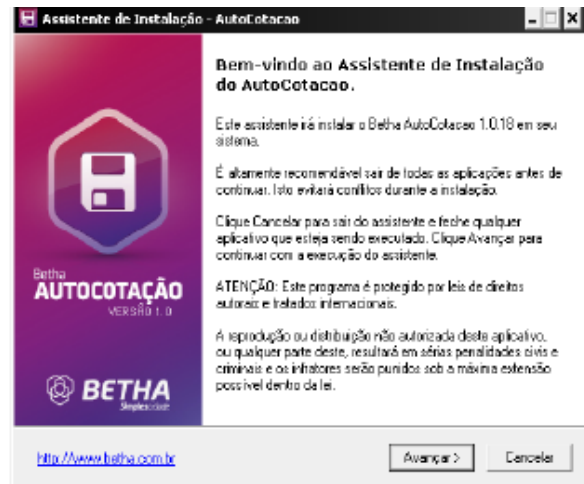 Assistente de Instalação - AutoCotacao
Bem-vindo ao Assistente de Instalação
do AutoCotacao.
Este assistente irá instalar o Betha AutoCotacao 1.0.18 em seu
sistema.
É altamente recomendável sair de todas as aplicações antes de
continuar. Isto evitará conflitos durante a instalação.
Clique Cancelar para sair do assistente e feche qualquer
aplicativo que esteja sendo executado. Clique Avançar para
continuar com a execução do assistente.
ATENÇÃO: Este programa é protegido por leis de direitos
autorais e tratados internacionais.
A reprodução ou distribuição não autorizada deste aplicativo,
ou qualquer parte deste, resultará em sérias penalidades civis e
criminais e os infratores serão punidos sob a máxima extensão
possível dentro da lei.
Betha
AUTOCOTAÇÃO
VERSÃO 1.0
BETHA
http://www.betha.com.br
Avançar >
Cancelar